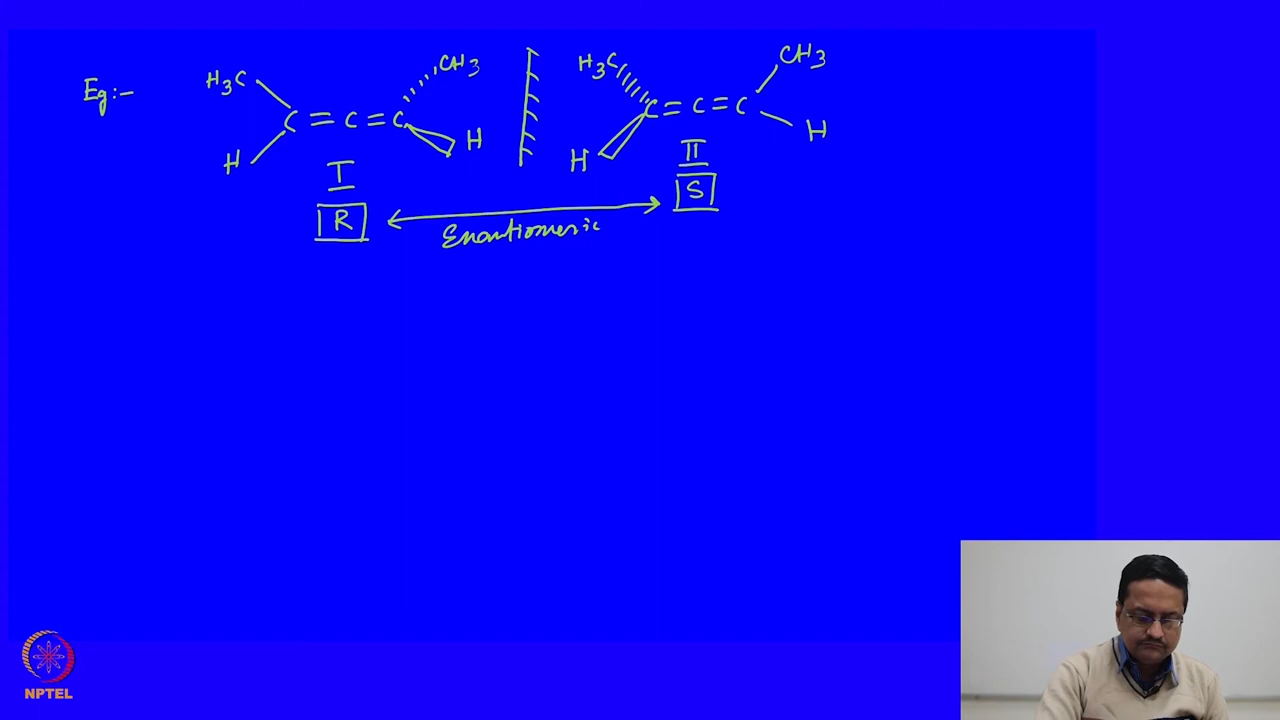 Eg:-
H3C CH3
C = C = C
H H
I
R
H3C CH3
C = C = C
H H
II
S
Enantiomeric
NPTEL